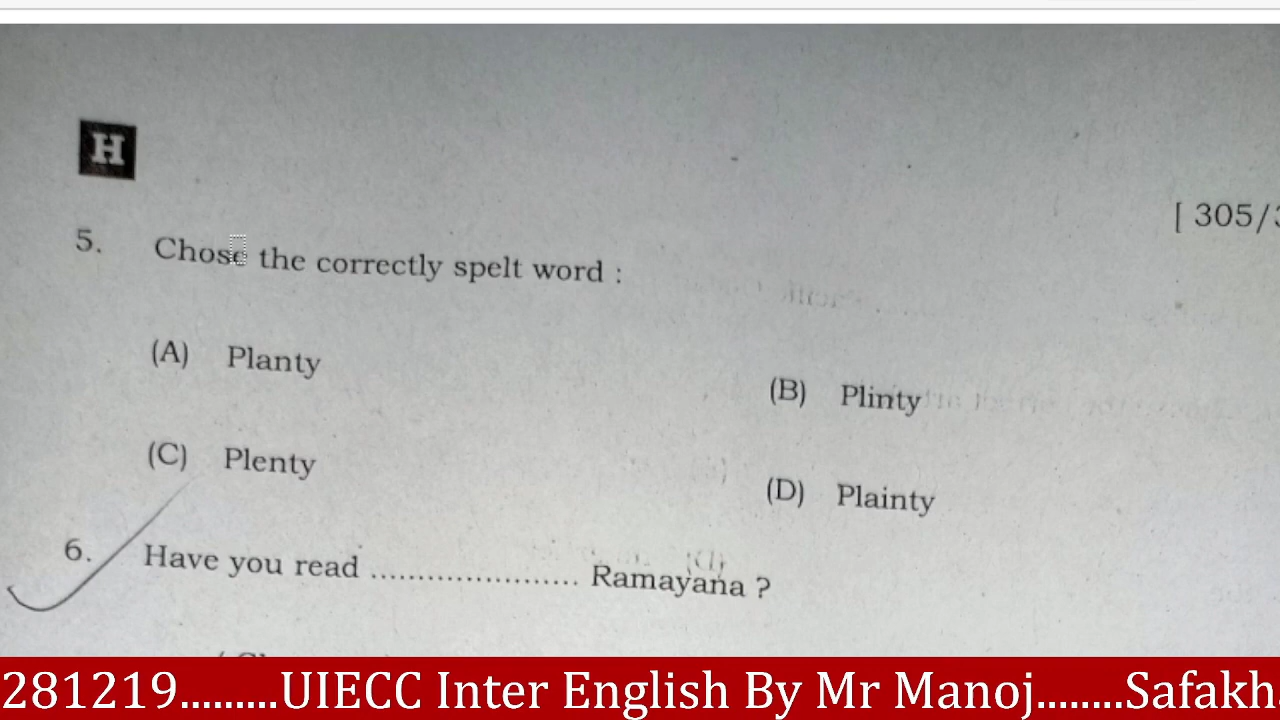 H
[ 305/3
5. Chose the correctly spelt word :
(A) Planty
(B) Plinty
(C) Plenty
(D) Plainty
6. Have you read ..................... Ramayana ?
281219.........UIECC Inter English By Mr Manoj........Safakh